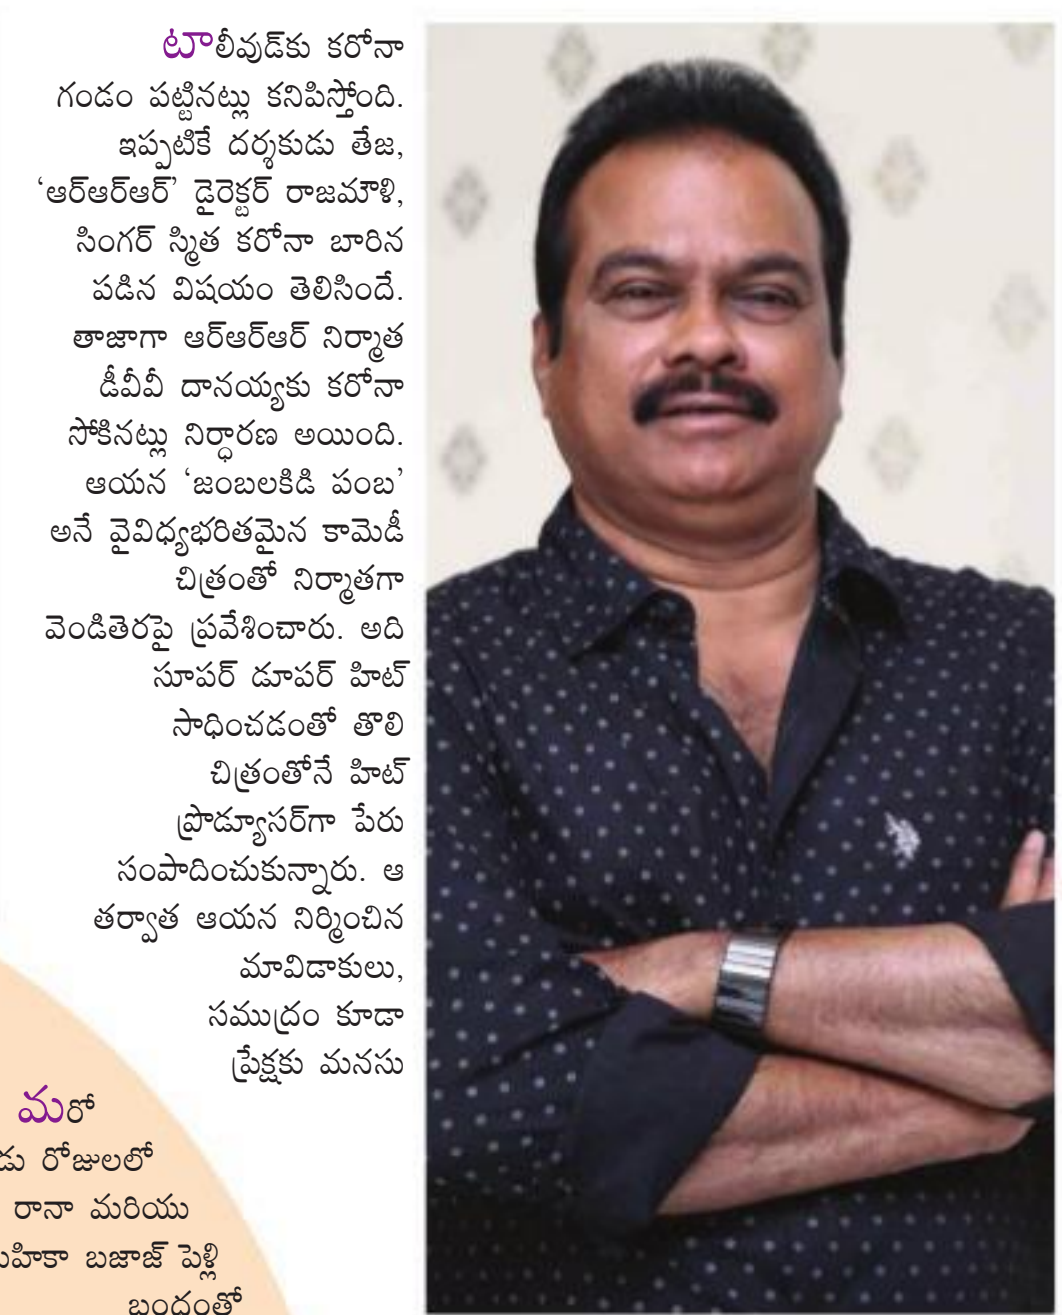 టాలీవుడ్‌కు కరోనా
గండం పట్టినట్లు కనిపిస్తోంది.
ఇప్పటికే దర్శకుడు తేజ,
‘ఆర్ఆర్ఆర్’ డైరెక్టర్ రాజమౌళి,
సింగర్ స్మిత కరోనా బారిన
పడిన విషయం తెలిసిందే.
తాజాగా ఆర్ఆర్ఆర్ నిర్మాత
డీవీవీ దానయ్యకు కరోనా
సోకినట్లు నిర్ధారణ అయింది.
ఆయన ‘జంబలకిడి పంబ’
అనే వైవిధ్యభరితమైన కామెడీ
చిత్రంతో నిర్మాతగా
వెండితెరపై ప్రవేశించారు. అది
సూపర్ డూపర్ హిట్
సాధించడంతో తొలి
చిత్రంతోనే హిట్
ప్రొడ్యూసర్‌గా పేరు
సంపాదించుకున్నారు. ఆ
తర్వాత ఆయన నిర్మించిన
మావిడాకులు,
సముద్రం కూడా
ప్రేక్షకు మనసు
మరో
రోజులలో
రానా మరియు
బజాజ్ పెళ్లి